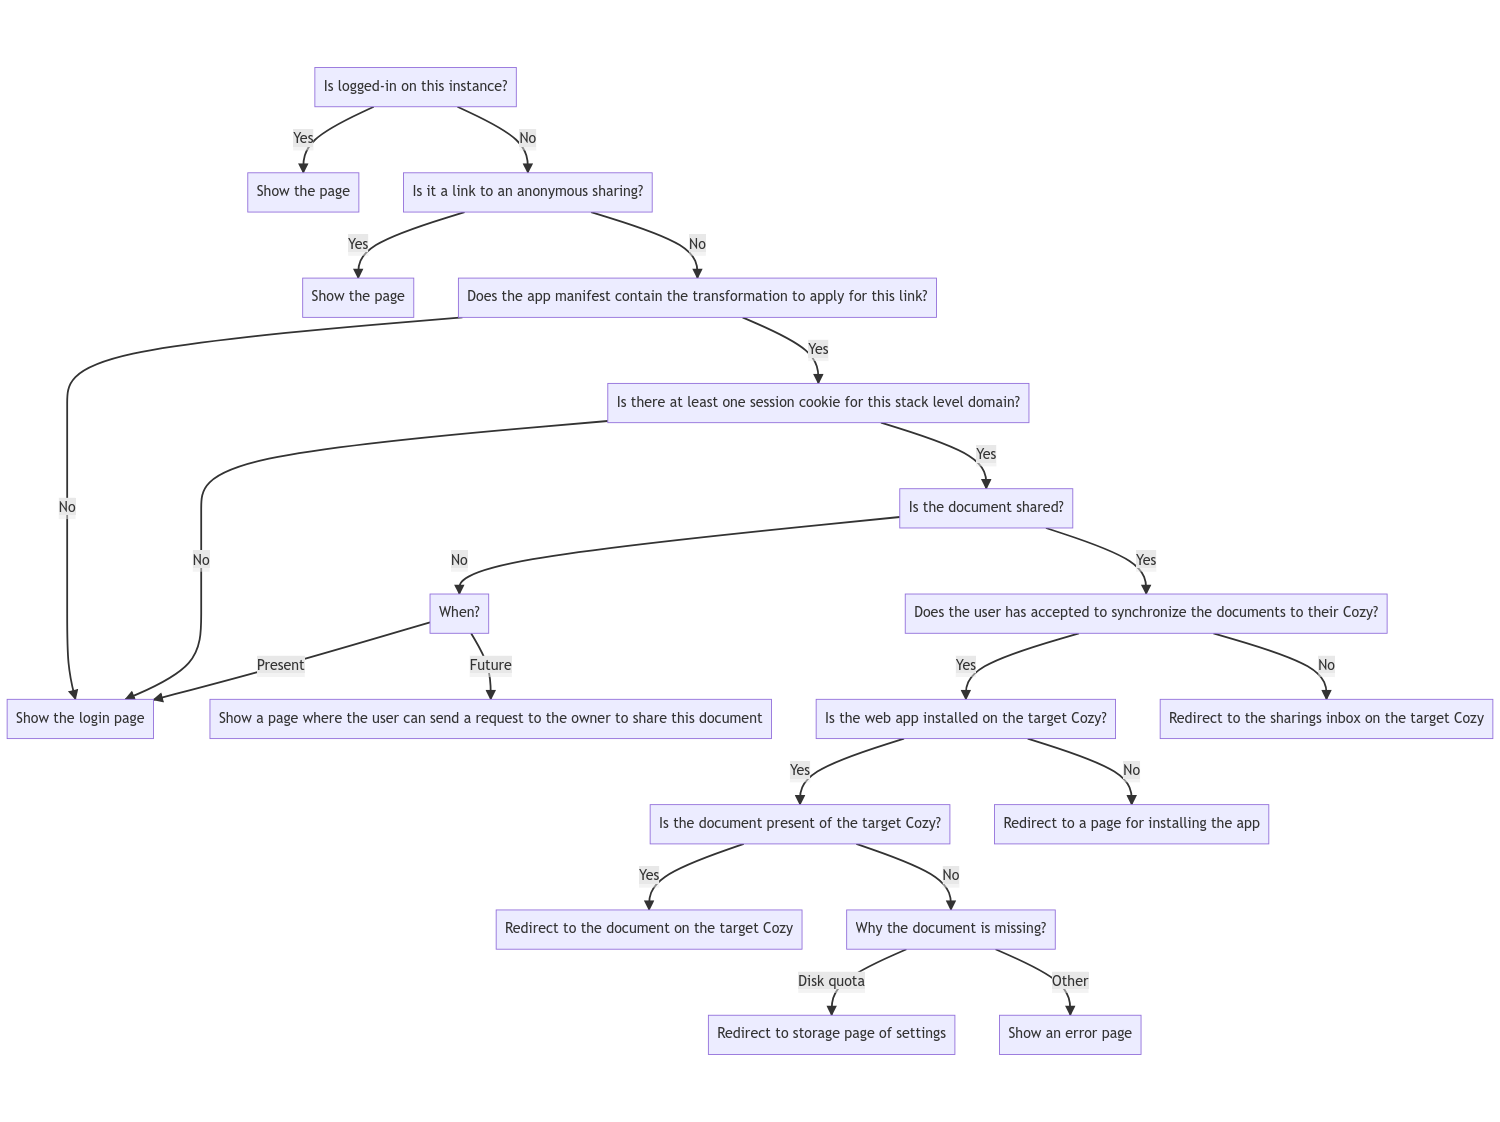 Is logged-in on this instance?
Yes
No
Show the page
Is it a link to an anonymous sharing?
Yes
No
Show the page
Does the app manifest contain the transformation to apply for this link?
Yes
Is there at least one session cookie for this stack level domain?
Yes
No
Is the document shared?
No
No
Yes
When?
Does the user has accepted to synchronize the documents to their Cozy?
Present
Future
Yes
No
Show the login page
Show a page where the user can send a request to the owner to share this document
Is the web app installed on the target Cozy?
Redirect to the sharings inbox on the target Cozy
Yes
No
Is the document present of the target Cozy?
Redirect to a page for installing the app
Yes
No
Redirect to the document on the target Cozy
Why the document is missing?
Disk quota
Other
Redirect to storage page of settings
Show an error page